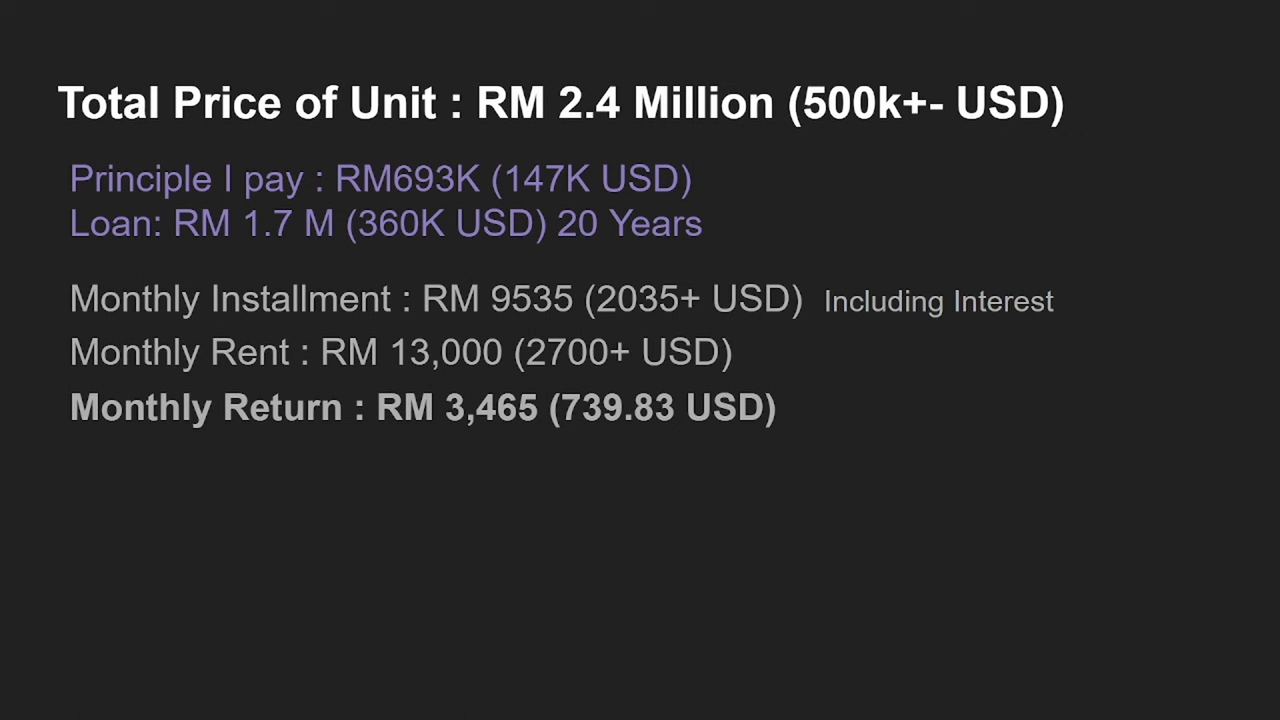 Total Price of Unit : RM 2.4 Million (500k+- USD)
Principle I pay : RM693K (147K USD)
Loan: RM 1.7 M (360K USD) 20 Years
Monthly Installment : RM 9535 (2035+ USD) Including Interest
Monthly Rent : RM 13,000 (2700+ USD)
Monthly Return : RM 3,465 (739.83 USD)